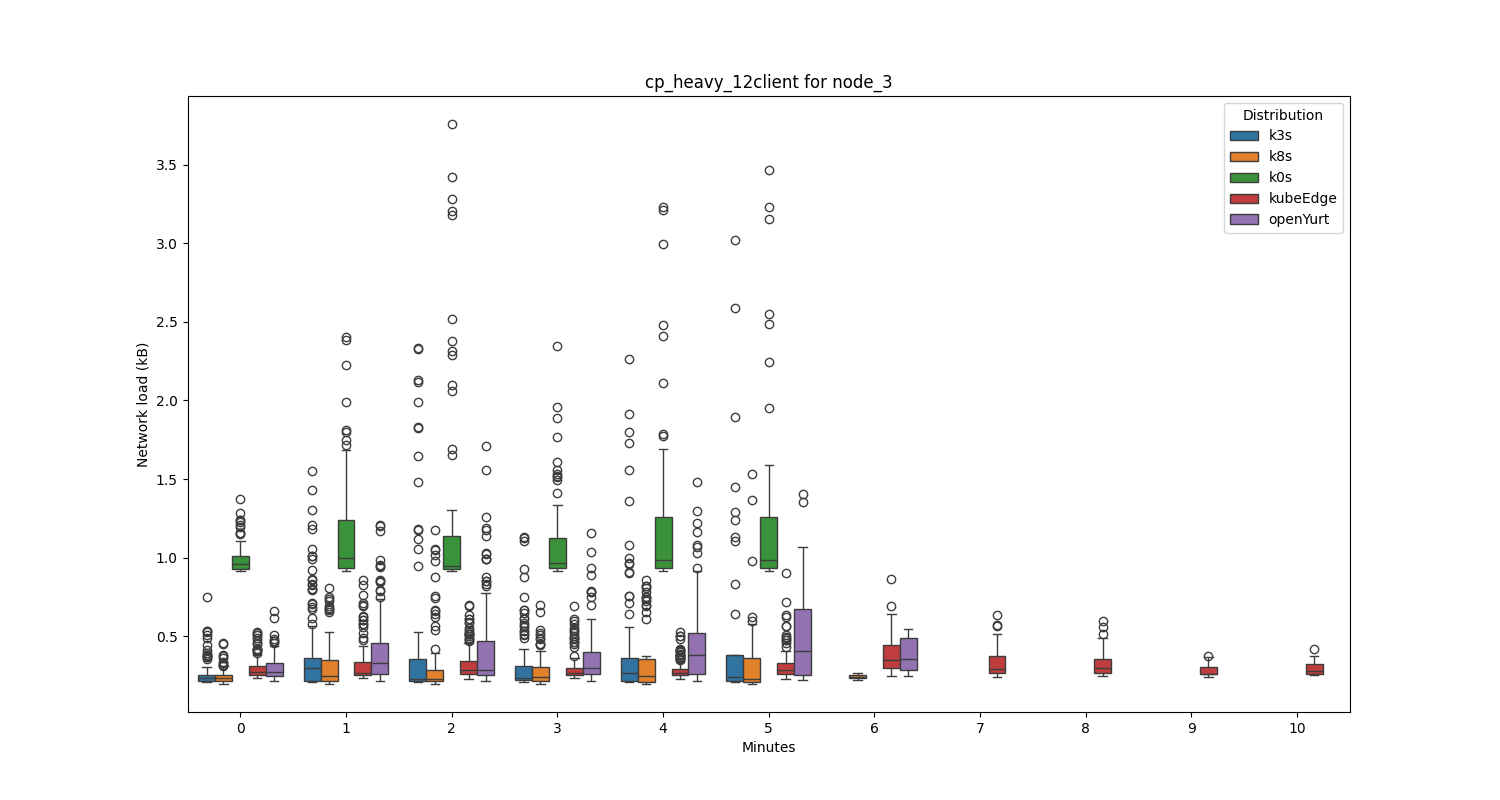 cp_heavy_12client for node_3
Distribution
k3s
k8s
k0s
kubeEdge
openYurt
Network load (kB)
3.5
3.0
2.5
2.0
1.5
1.0
0.5
0 1 2 3 4 5 6 7 8 9 10
Minutes